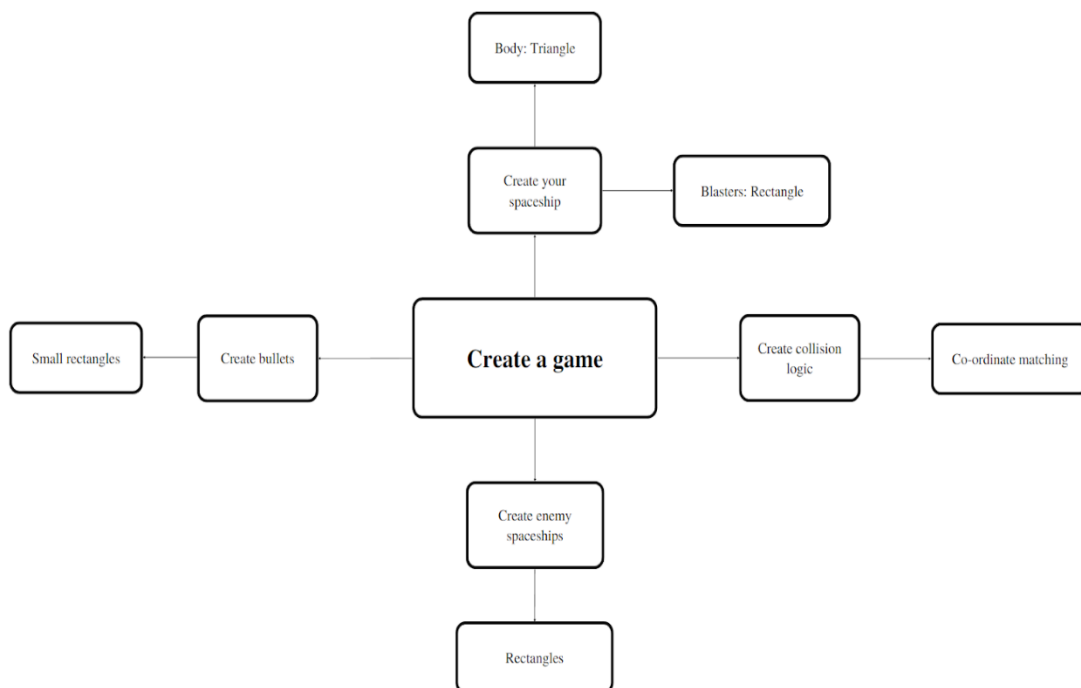 Body: Triangle
Create your
spaceship
Blasters: Rectangle
Small rectangles
Create bullets
Create a game
Create collision
logic
Co-ordinate matching
Create enemy
spaceships
Rectangles